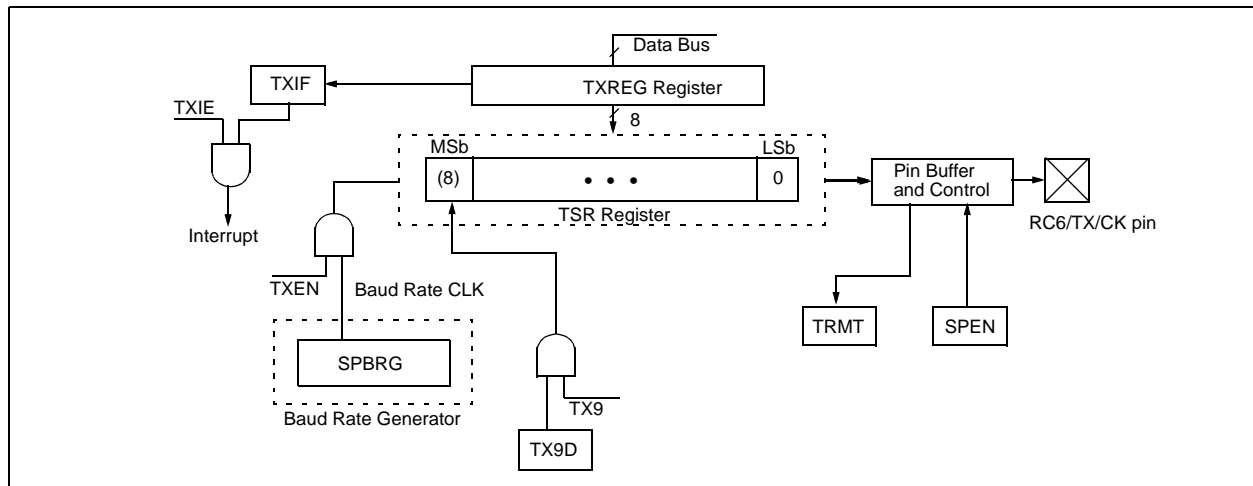 Data Bus
TXIF
TXREG Register
TXIE
8
MSb
LSb
(8)
• • •
0
Pin Buffer
and Control
TSR Register
Interrupt
RC6/TX/CK pin
TXEN
Baud Rate CLK
TRMT
SPEN
SPBRG
Baud Rate Generator
TX9
TX9D